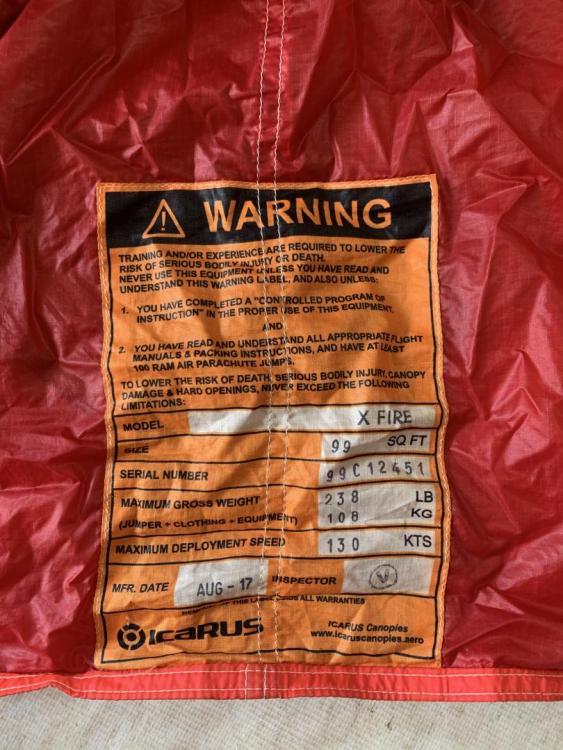 WARNING
TRAINING AND/OR EXPERIENCE ARE REQUIRED TO LOWER THE
RISK OF SERIOUS BODILY INJURY OR DEATH.
NEVER USE THIS EQUIPMENT UNLESS YOU HAVE READ AND
UNDERSTAND THIS WARNING LABEL, AND ALSO UNLESS:
1. YOU HAVE COMPLETED A "CONTROLLED PROGRAM OF
INSTRUCTION" IN THE PROPER USE OF THIS EQUIPMENT
AND
2. YOU HAVE READ AND UNDERSTAND ALL APPROPRIATE FLIGHT
MANUALS & PACKING INSTRUCTIONS, AND HAVE AT LEAST
100 RAM AIR PARACHUTE JUMPS.
TO LOWER THE RISK OF DEATH, SERIOUS BODILY INJURY, CANOPY
DAMAGE & HARD OPENINGS, NEVER EXCEED THE FOLLOWING
LIMITATIONS:
MODEL X FIRE
SIZE 99 SQ FT
SERIAL NUMBER 99C12451
MAXIMUM GROSS WEIGHT 238 LB
(JUMPER + CLOTHING + EQUIPMENT) 108 KG
MAXIMUM DEPLOYMENT SPEED 130 KTS
MFR. DATE AUG - 17 INSPECTOR V
OF THIS LABEL VOIDS ALL WARRANTIES
ICARUS
ICARUS Canopies
www.icaruscanopies.aero